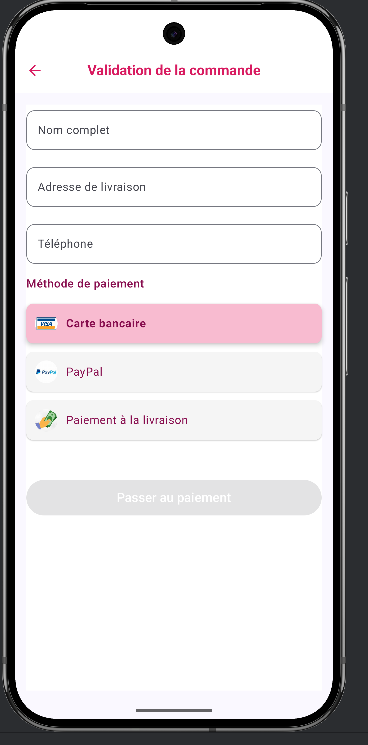 Validation de la commande
Nom complet
Adresse de livraison
Téléphone
Méthode de paiement
VISA
Carte bancaire
PayPal
PayPal
Paiement à la livraison
Passer au paiement